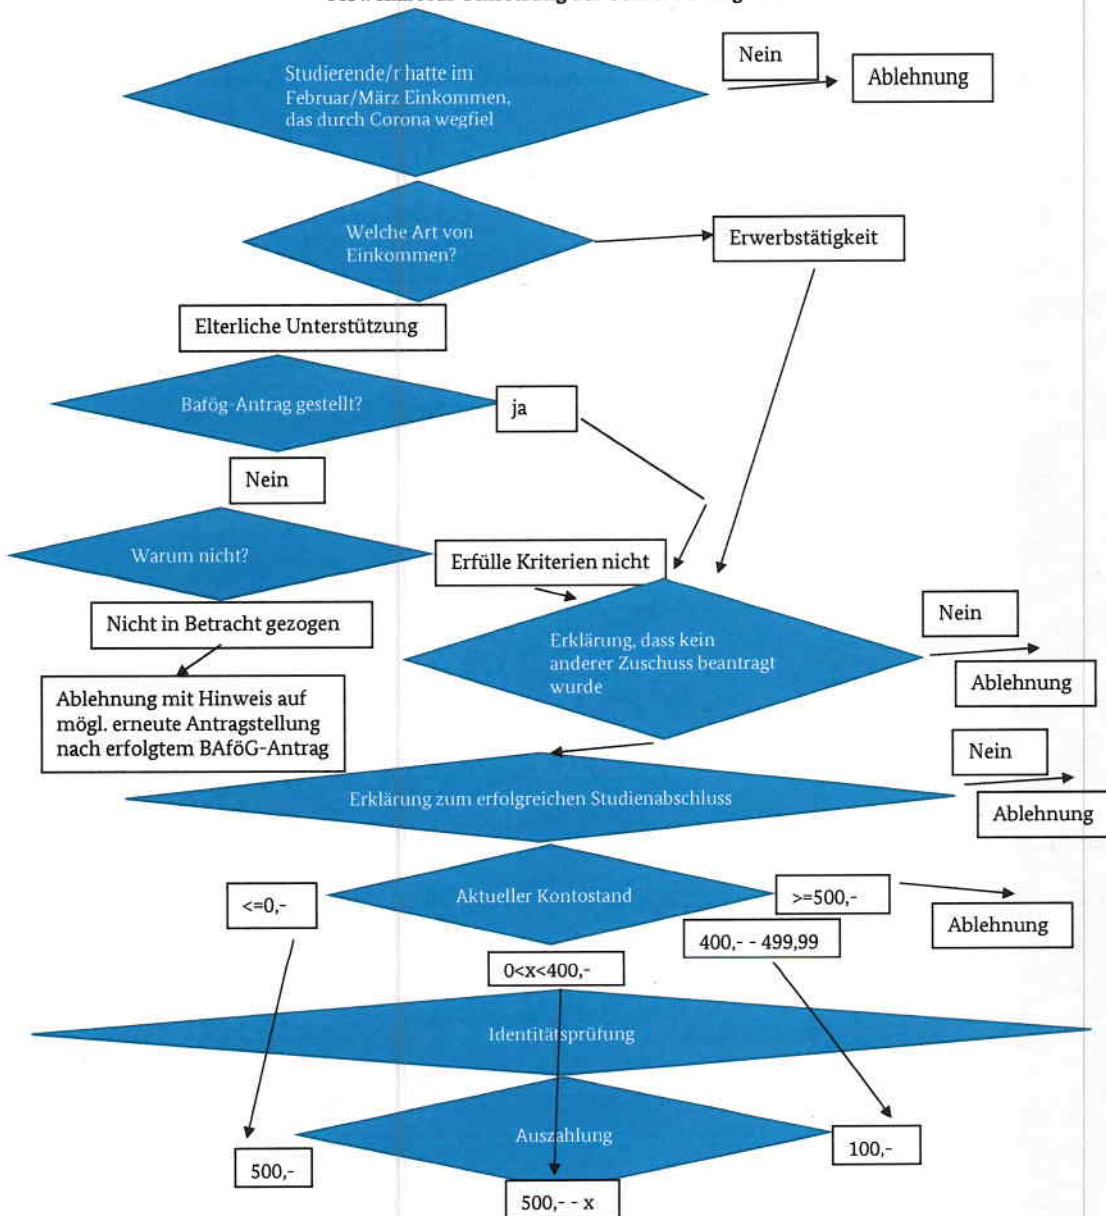 Nein
Studierende/r hatte im
Februar/März Einkommen,
das durch Corona wegfiel
Ablehnung
Welche Art von
Einkommen?
Erwerbstätigkeit
Elterliche Unterstützung
Bafög-Antrag gestellt?
ja
Nein
Warum nicht?
Erfülle Kriterien nicht
Nicht in Betracht gezogen
Erklärung, dass kein
anderer Zuschuss beantragt
wurde
Nein
Ablehnung
Ablehnung mit Hinweis auf
mögl. erneute Antragstellung
nach erfolgtem BAföG-Antrag
Nein
Erklärung zum erfolgreichen Studienabschluss
Ablehnung
Aktueller Kontostand
<=0,-
>=500,-
Ablehnung
400,- - 499,99
0<x<400,-
Identitätsprüfung
Auszahlung
500,-
100,-
500,- - x